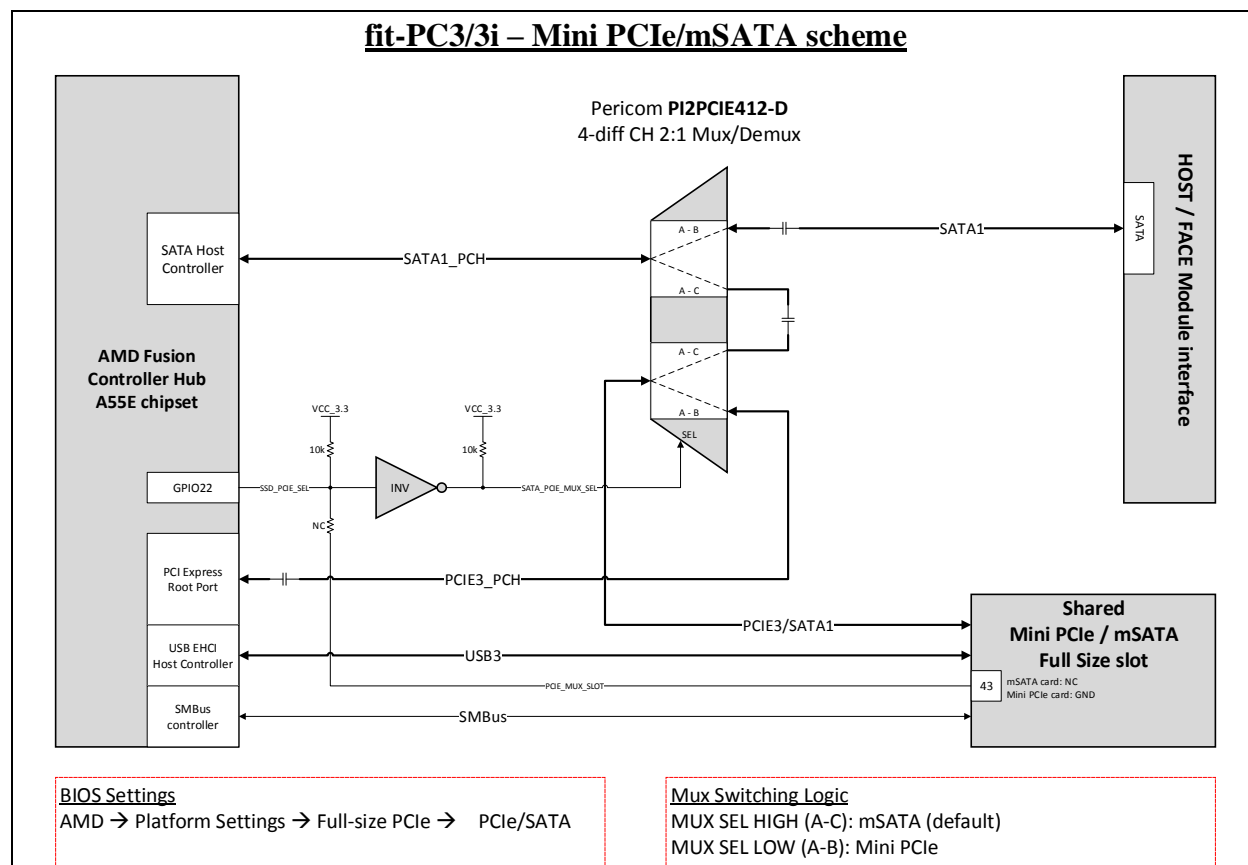 fit-PC3/3i – Mini PCIe/mSATA scheme
Pericom PI2PCIE412-D
4-diff CH 2:1 Mux/Demux
HOST / FACE Module interface
SATA
A - B
SATA1
SATA Host
Controller
SATA1_PCH
A - C
A - C
AMD Fusion
Controller Hub
A55E chipset
VCC_3.3
VCC_3.3
A - B
10k
10k
SEL
GPIO22
SSD_PCIE_SEL
INV
SATA_PCIE_MUX_SEL
NC
PCI Express
Root Port
PCIE3_PCH
Shared
Mini PCIe / mSATA
Full Size slot
PCIE3/SATA1
USB EHCI
Host Controller
USB3
43
mSATA card: NC
Mini PCIe card: GND
PCIE_MUX_SLOT
SMBus
controller
SMBus
BIOS Settings
AMD → Platform Settings → Full-size PCIe → PCIe/SATA
Mux Switching Logic
MUX SEL HIGH (A-C): mSATA (default)
MUX SEL LOW (A-B): Mini PCIe